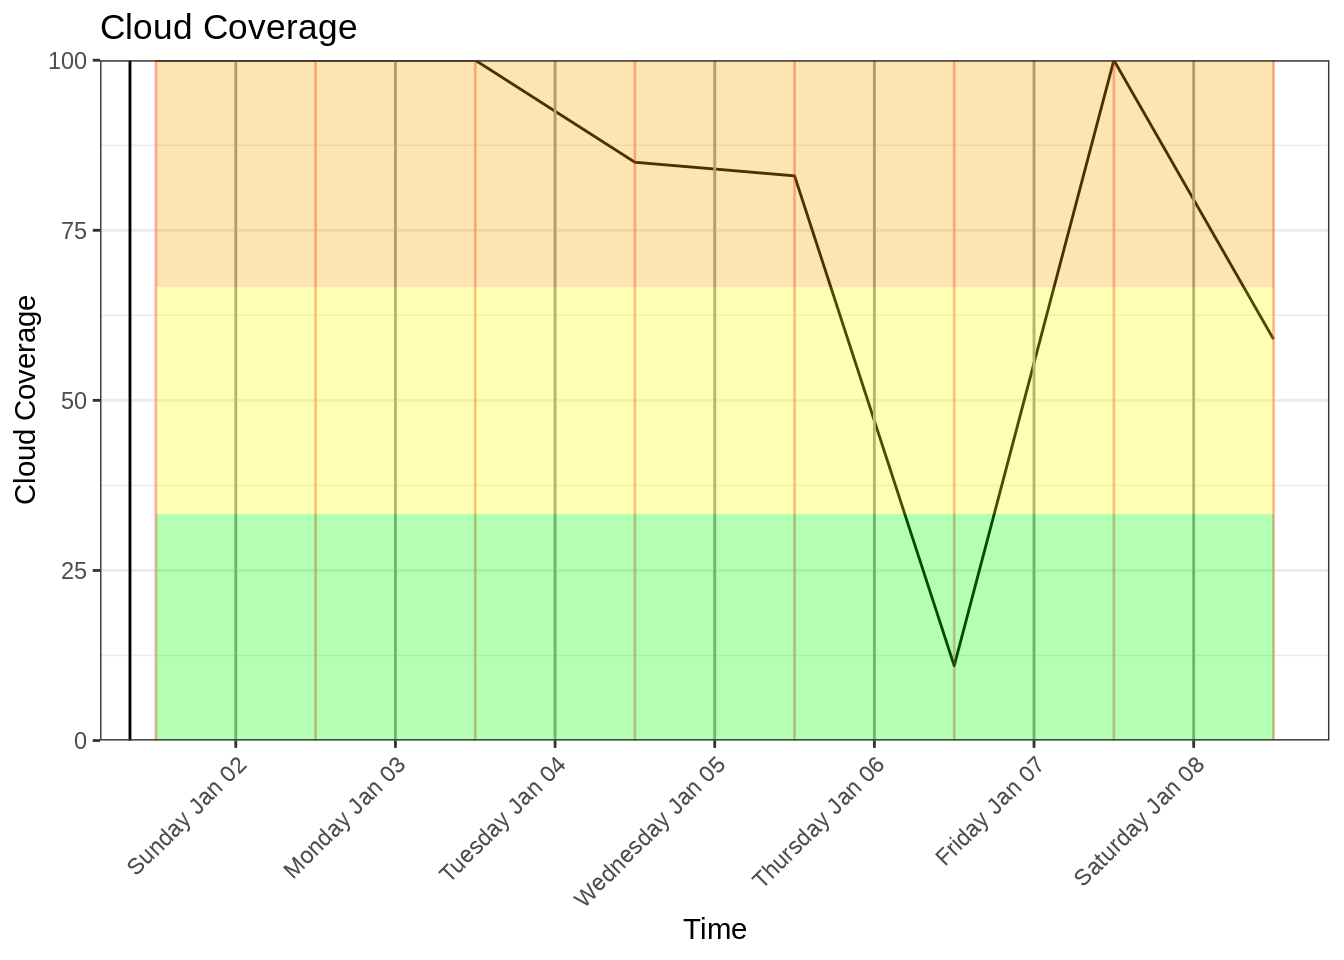 Cloud Coverage
100
75
50
25
0
Cloud Coverage
Sunday Jan 02
Monday Jan 03
Tuesday Jan 04
Wednesday Jan 05
Thursday Jan 06
Friday Jan 07
Saturday Jan 08
Time